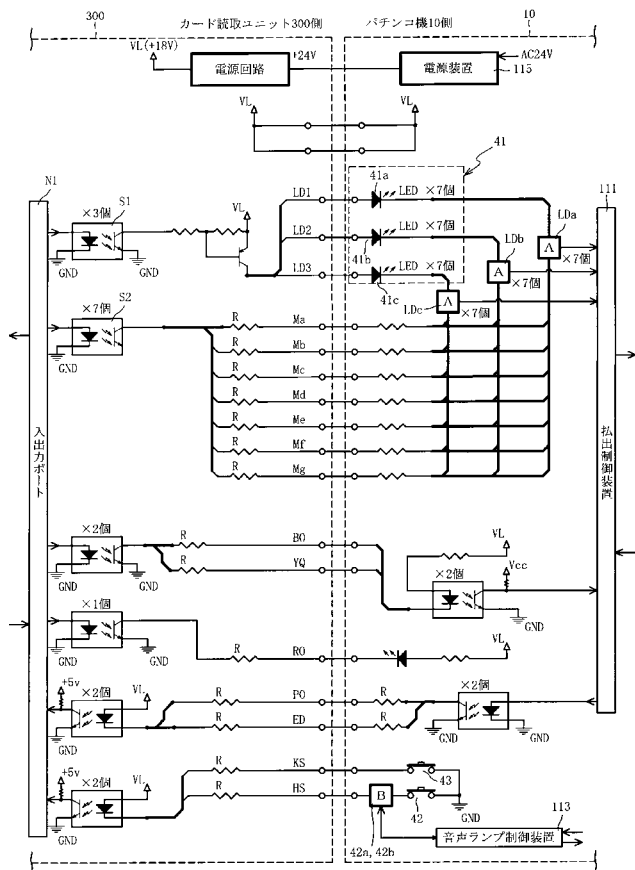 300
カード読取ユニット300側
パチンコ機10側
10
VL(+18V)
電源回路
+24V
電源装置
AC24V
115
VL
VL
41
N1
×3個
S1
GND
GND
VL
LD1
LD2
LD3
41a
LED ×7個
41b
LED ×7個
41c
LED ×7個
LDa
A
×7個
LDb
A
×7個
LDc
A
×7個
111
×7個
S2
GND
GND
R
Ma
R
Mb
R
Mc
R
Md
R
Me
R
Mf
R
Mg
入出力ポート
払出制御装置
×2個
GND
GND
R
BO
YQ
VL
Vcc
×2個
GND
×1個
GND
GND
R
RO
VL
+5v
×2個
VL
GND
R
PO
R
R
ED
R
×2個
GND
GND
+5v
×2個
VL
GND
R
KS
43
R
HS
B
42
GND
42a,42b
113
音声ランプ制御装置